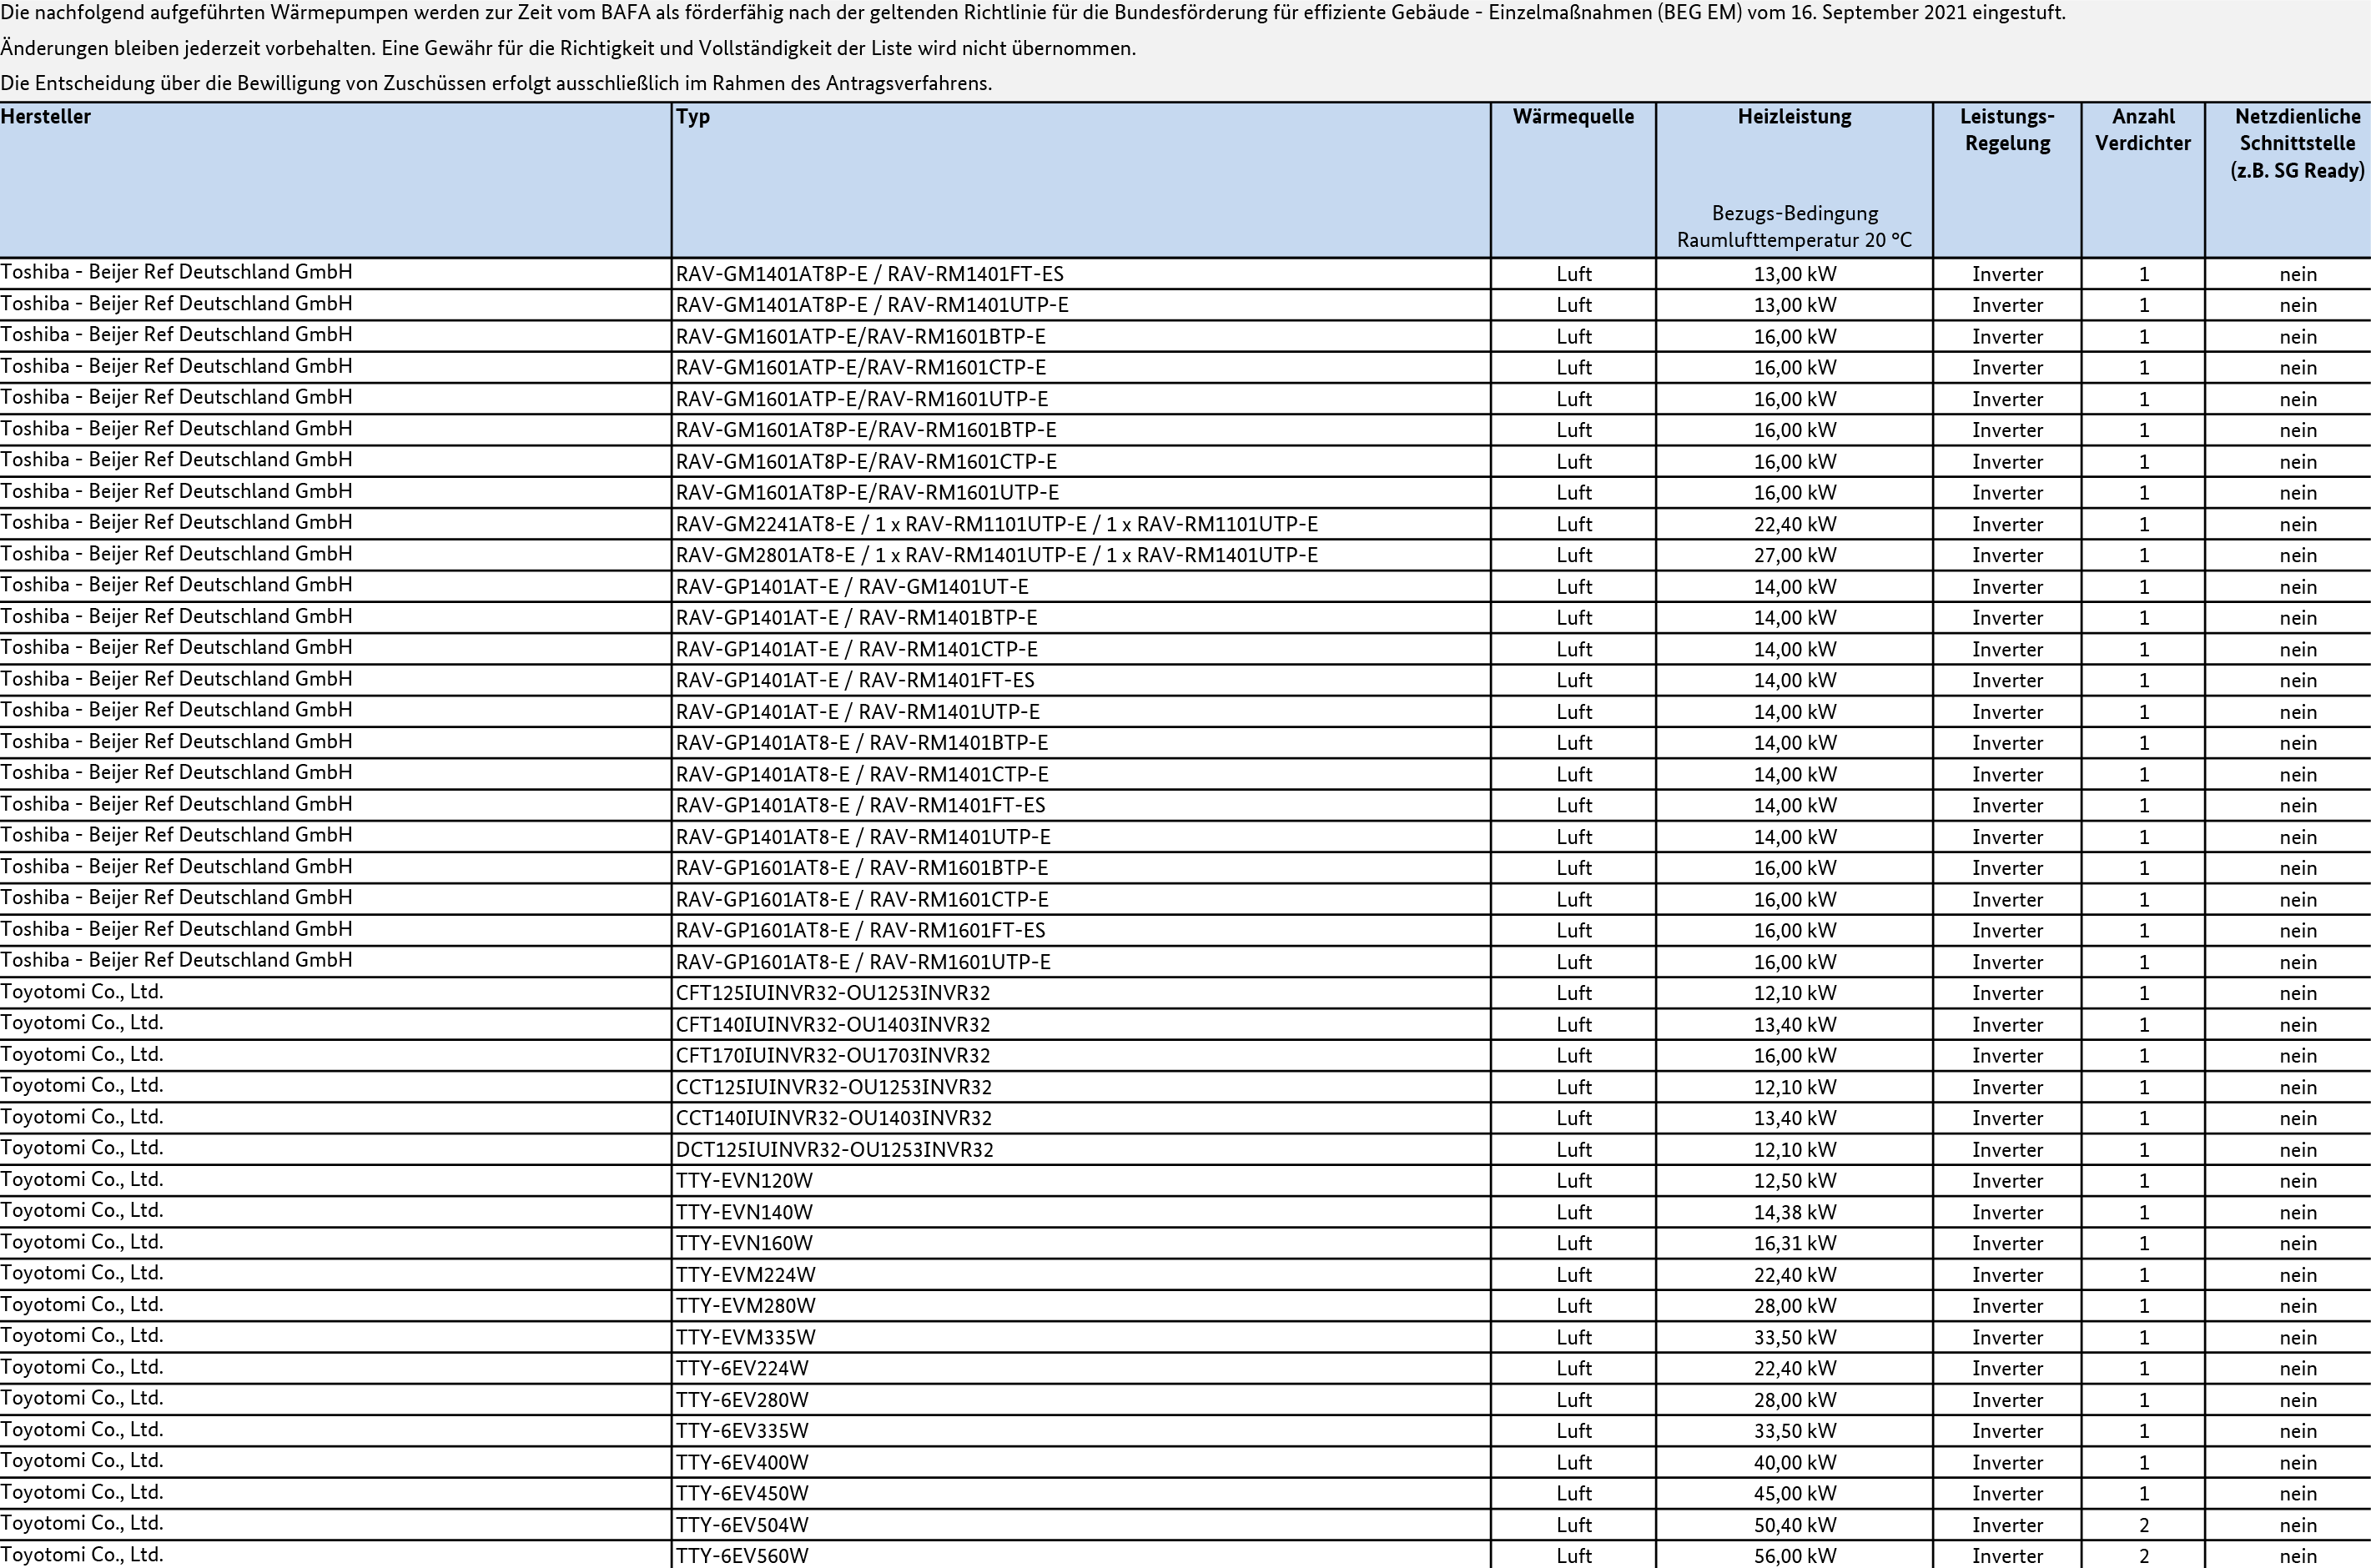 Die nachfolgend aufgeführten Wärmepumpen werden zur Zeit vom BAFA als förderfähig nach der geltenden Richtlinie für die Bundesförderung für effiziente Gebäude - Einzelmaßnahmen (BEG EM) vom 16. September 2021 eingestuft.
Änderungen bleiben jederzeit vorbehalten. Eine Gewähr für die Richtigkeit und Vollständigkeit der Liste wird nicht übernommen.
Die Entscheidung über die Bewilligung von Zuschüssen erfolgt ausschließlich im Rahmen des Antragsverfahrens.
Hersteller Typ Wärmequelle Heizleistung Leistungs- Anzahl Netzdienliche
Regelung Verdichter Schnittstelle
(z.B. SG Ready)
Bezugs-Bedingung
Raumlufttemperatur 20 °C
Toshiba - Beijer Ref Deutschland GmbH RAV-GM1401AT8P-E / RAV-RM1401FT-ES Luft 13,00 kW Inverter 1 nein
Toshiba - Beijer Ref Deutschland GmbH RAV-GM1401AT8P-E / RAV-RM1401UTP-E Luft 13,00 kW Inverter 1 nein
Toshiba - Beijer Ref Deutschland GmbH RAV-GM1601ATP-E/RAV-RM1601BTP-E Luft 16,00 kW Inverter 1 nein
Toshiba - Beijer Ref Deutschland GmbH RAV-GM1601ATP-E/RAV-RM1601CTP-E Luft 16,00 kW Inverter 1 nein
Toshiba - Beijer Ref Deutschland GmbH RAV-GM1601ATP-E/RAV-RM1601UTP-E Luft 16,00 kW Inverter 1 nein
Toshiba - Beijer Ref Deutschland GmbH RAV-GM1601AT8P-E/RAV-RM1601BTP-E Luft 16,00 kW Inverter 1 nein
Toshiba - Beijer Ref Deutschland GmbH RAV-GM1601AT8P-E/RAV-RM1601CTP-E Luft 16,00 kW Inverter 1 nein
Toshiba - Beijer Ref Deutschland GmbH RAV-GM1601AT8P-E/RAV-RM1601UTP-E Luft 16,00 kW Inverter 1 nein
Toshiba - Beijer Ref Deutschland GmbH RAV-GM2241AT8-E / 1 x RAV-RM1101UTP-E / 1 x RAV-RM1101UTP-E Luft 22,40 kW Inverter 1 nein
Toshiba - Beijer Ref Deutschland GmbH RAV-GM2801AT8-E / 1 x RAV-RM1401UTP-E / 1 x RAV-RM1401UTP-E Luft 27,00 kW Inverter 1 nein
Toshiba - Beijer Ref Deutschland GmbH RAV-GP1401AT-E / RAV-GM1401UT-E Luft 14,00 kW Inverter 1 nein
Toshiba - Beijer Ref Deutschland GmbH RAV-GP1401AT-E / RAV-RM1401BTP-E Luft 14,00 kW Inverter 1 nein
Toshiba - Beijer Ref Deutschland GmbH RAV-GP1401AT-E / RAV-RM1401CTP-E Luft 14,00 kW Inverter 1 nein
Toshiba - Beijer Ref Deutschland GmbH RAV-GP1401AT-E / RAV-RM1401FT-ES Luft 14,00 kW Inverter 1 nein
Toshiba - Beijer Ref Deutschland GmbH RAV-GP1401AT-E / RAV-RM1401UTP-E Luft 14,00 kW Inverter 1 nein
Toshiba - Beijer Ref Deutschland GmbH RAV-GP1401AT8-E / RAV-RM1401BTP-E Luft 14,00 kW Inverter 1 nein
Toshiba - Beijer Ref Deutschland GmbH RAV-GP1401AT8-E / RAV-RM1401CTP-E Luft 14,00 kW Inverter 1 nein
Toshiba - Beijer Ref Deutschland GmbH RAV-GP1401AT8-E / RAV-RM1401FT-ES Luft 14,00 kW Inverter 1 nein
Toshiba - Beijer Ref Deutschland GmbH RAV-GP1401AT8-E / RAV-RM1401UTP-E Luft 14,00 kW Inverter 1 nein
Toshiba - Beijer Ref Deutschland GmbH RAV-GP1601AT8-E / RAV-RM1601BTP-E Luft 16,00 kW Inverter 1 nein
Toshiba - Beijer Ref Deutschland GmbH RAV-GP1601AT8-E / RAV-RM1601CTP-E Luft 16,00 kW Inverter 1 nein
Toshiba - Beijer Ref Deutschland GmbH RAV-GP1601AT8-E / RAV-RM1601FT-ES Luft 16,00 kW Inverter 1 nein
Toshiba - Beijer Ref Deutschland GmbH RAV-GP1601AT8-E / RAV-RM1601UTP-E Luft 16,00 kW Inverter 1 nein
Toyotomi Co., Ltd. CFT125IUINVR32-OU1253INVR32 Luft 12,10 kW Inverter 1 nein
Toyotomi Co., Ltd. CFT140IUINVR32-OU1403INVR32 Luft 13,40 kW Inverter 1 nein
Toyotomi Co., Ltd. CFT170IUINVR32-OU1703INVR32 Luft 16,00 kW Inverter 1 nein
Toyotomi Co., Ltd. CCT125IUINVR32-OU1253INVR32 Luft 12,10 kW Inverter 1 nein
Toyotomi Co., Ltd. CCT140IUINVR32-OU1403INVR32 Luft 13,40 kW Inverter 1 nein
Toyotomi Co., Ltd. DCT125IUINVR32-OU1253INVR32 Luft 12,10 kW Inverter 1 nein
Toyotomi Co., Ltd. TTY-EVN120W Luft 12,50 kW Inverter 1 nein
Toyotomi Co., Ltd. TTY-EVN140W Luft 14,38 kW Inverter 1 nein
Toyotomi Co., Ltd. TTY-EVN160W Luft 16,31 kW Inverter 1 nein
Toyotomi Co., Ltd. TTY-EVM224W Luft 22,40 kW Inverter 1 nein
Toyotomi Co., Ltd. TTY-EVM280W Luft 28,00 kW Inverter 1 nein
Toyotomi Co., Ltd. TTY-EVM335W Luft 33,50 kW Inverter 1 nein
Toyotomi Co., Ltd. TTY-6EV224W Luft 22,40 kW Inverter 1 nein
Toyotomi Co., Ltd. TTY-6EV280W Luft 28,00 kW Inverter 1 nein
Toyotomi Co., Ltd. TTY-6EV335W Luft 33,50 kW Inverter 1 nein
Toyotomi Co., Ltd. TTY-6EV400W Luft 40,00 kW Inverter 1 nein
Toyotomi Co., Ltd. TTY-6EV450W Luft 45,00 kW Inverter 1 nein
Toyotomi Co., Ltd. TTY-6EV504W Luft 50,40 kW Inverter 2 nein
Toyotomi Co., Ltd. TTY-6EV560W Luft 56,00 kW Inverter 2 nein